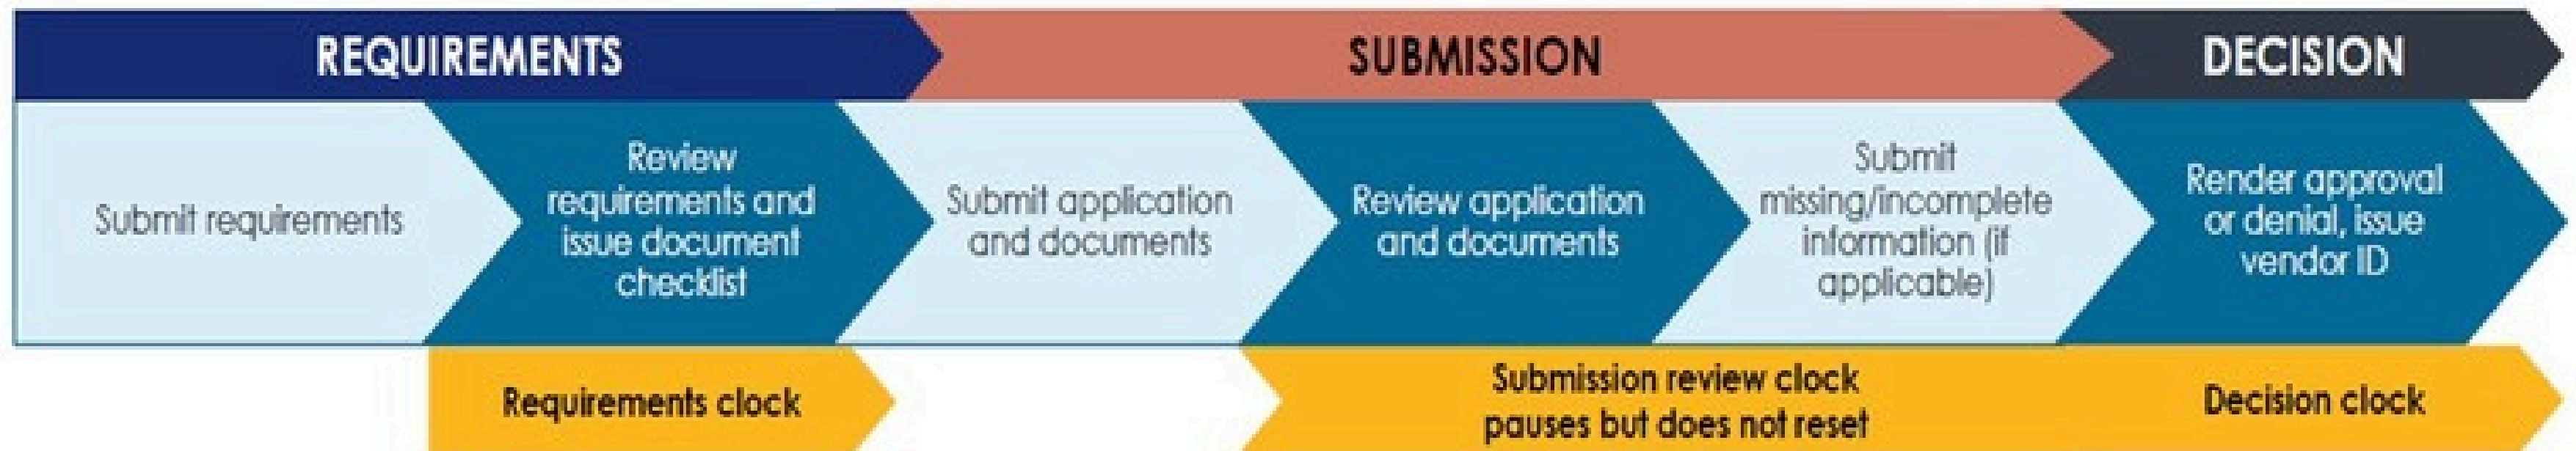 REQUIREMENTS
SUBMISSION
DECISION
Submit requirements
Review
requirements and
issue document
checklist
Submit application
and documents
Review application
and documents
Submit
missing/incomplete
information (if
applicable)
Render approval
or denial, issue
vendor ID
Requirements clock
Submission review clock
pauses but does not reset
Decision clock